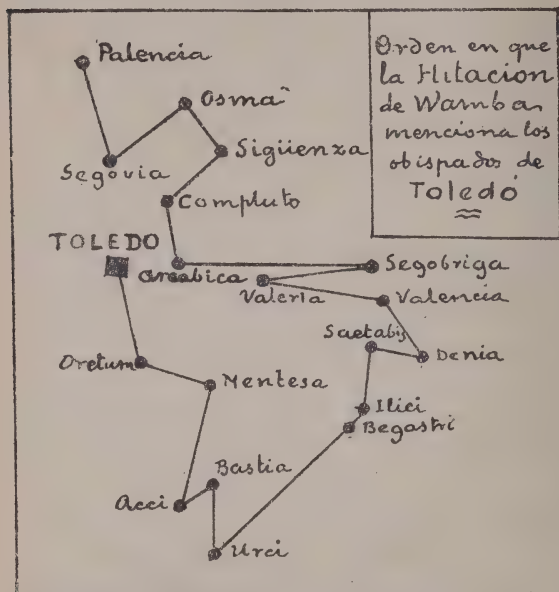 Orden en que
la Hitacion
de Wamba
menciona los
obispados de
Toledo
Palencia
Osma
Segovia
Sigüenza
Compluto
TOLEDO
Arcabica
Segobriga
Valeria
Valencia
Saetabis
Denia
Oretum
Mentesa
Ilici
Begastri
Bastia
Acci
Urci